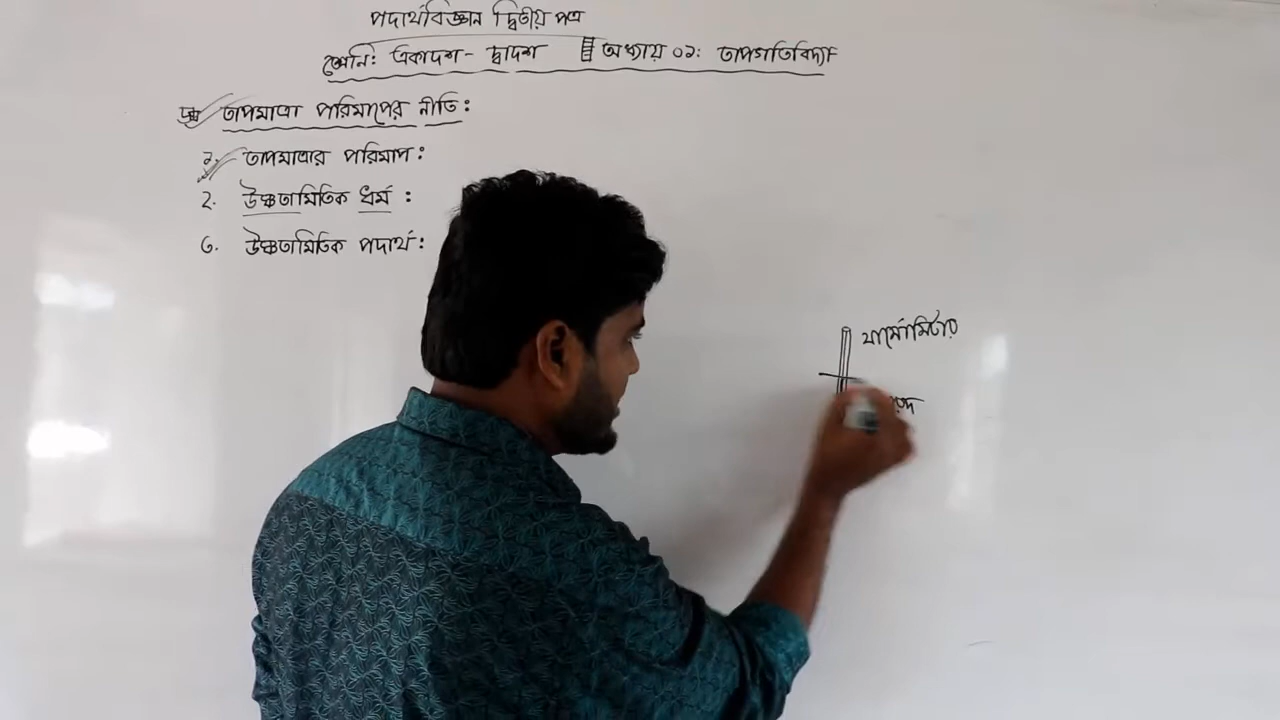 পদার্থবিজ্ঞান দ্বিতীয় পত্র
শ্রেনি: একাদশ - দ্বাদশ অধ্যায় ০১: তাপগতিবিদ্যা
তাপমাত্রা পরিমাপের নীতি:
১. তাপমাত্রার পরিমাপ:
২. উষ্ণতামিতিক ধর্ম :
৩. উষ্ণতামিতিক পদার্থ:
থার্মোমিটার